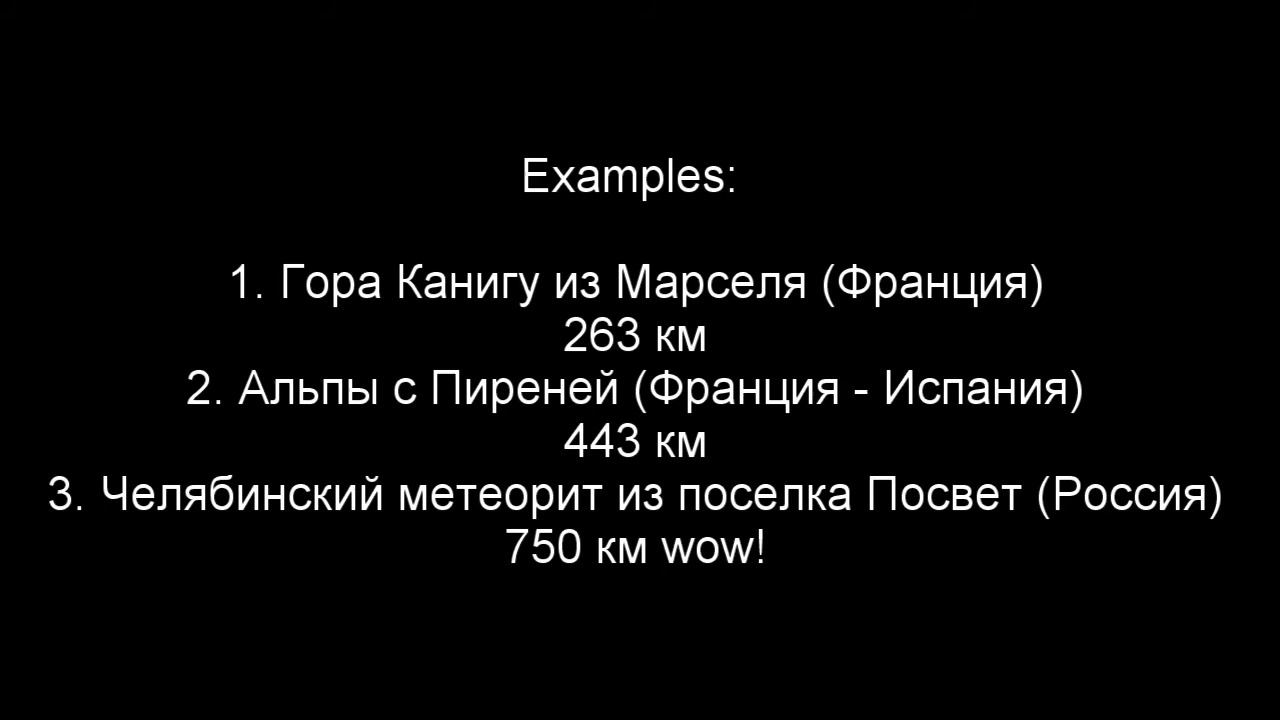 Examples:
1. Гора Канигу из Марселя (Франция)
263 км
2. Альпы с Пиреней (Франция - Испания)
443 км
3. Челябинский метеорит из поселка Посвет (Россия)
750 км wow!